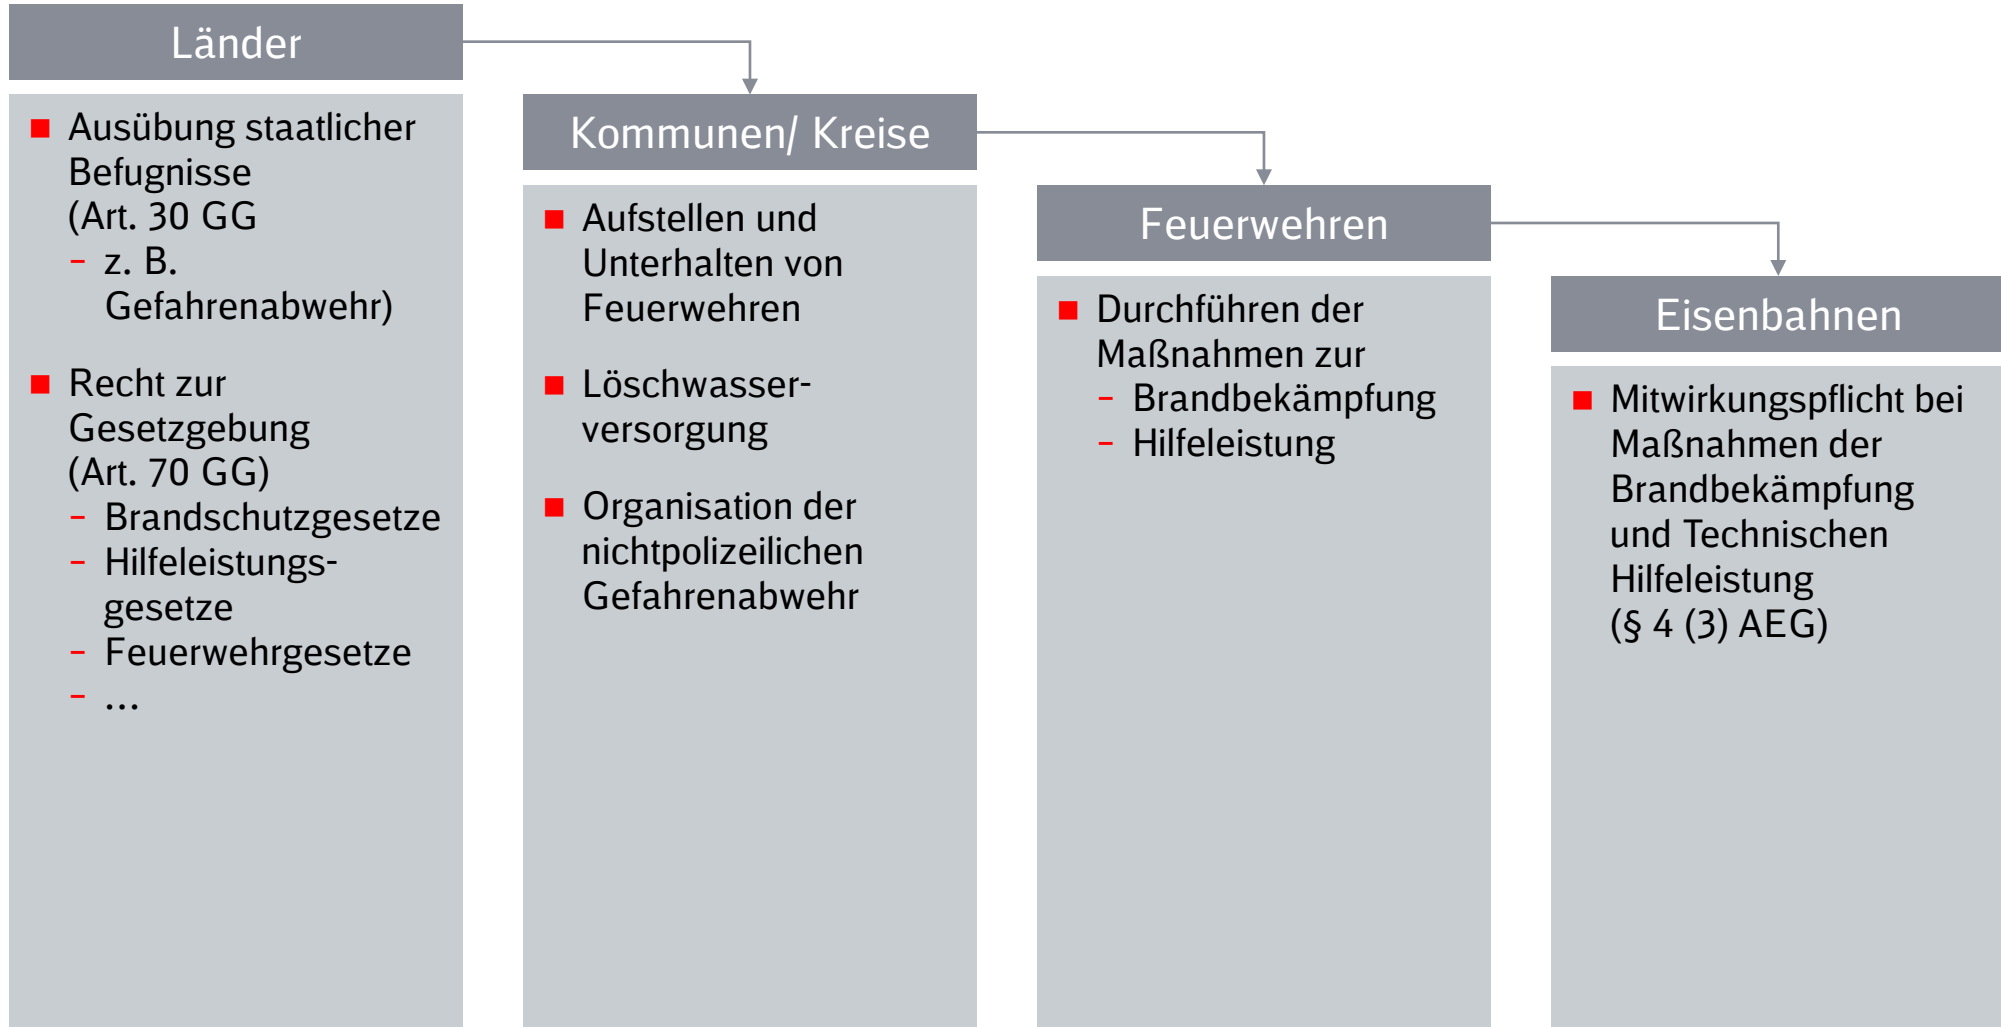 Länder
■ Ausübung staatlicher
Befugnisse
(Art. 30 GG
– z. B.
Gefahrenabwehr)
■ Recht zur
Gesetzgebung
(Art. 70 GG)
– Brandschutzgesetze
– Hilfeleistungs-
gesetze
– Feuerwehrgesetze
– ...
Kommunen/ Kreise
■ Aufstellen und
Unterhalten von
Feuerwehren
■ Löschwasser-
versorgung
■ Organisation der
nichtpolizeilichen
Gefahrenabwehr
Feuerwehren
■ Durchführen der
Maßnahmen zur
– Brandbekämpfung
– Hilfeleistung
Eisenbahnen
■ Mitwirkungspflicht bei
Maßnahmen der
Brandbekämpfung
und Technischen
Hilfeleistung
(§ 4 (3) AEG)